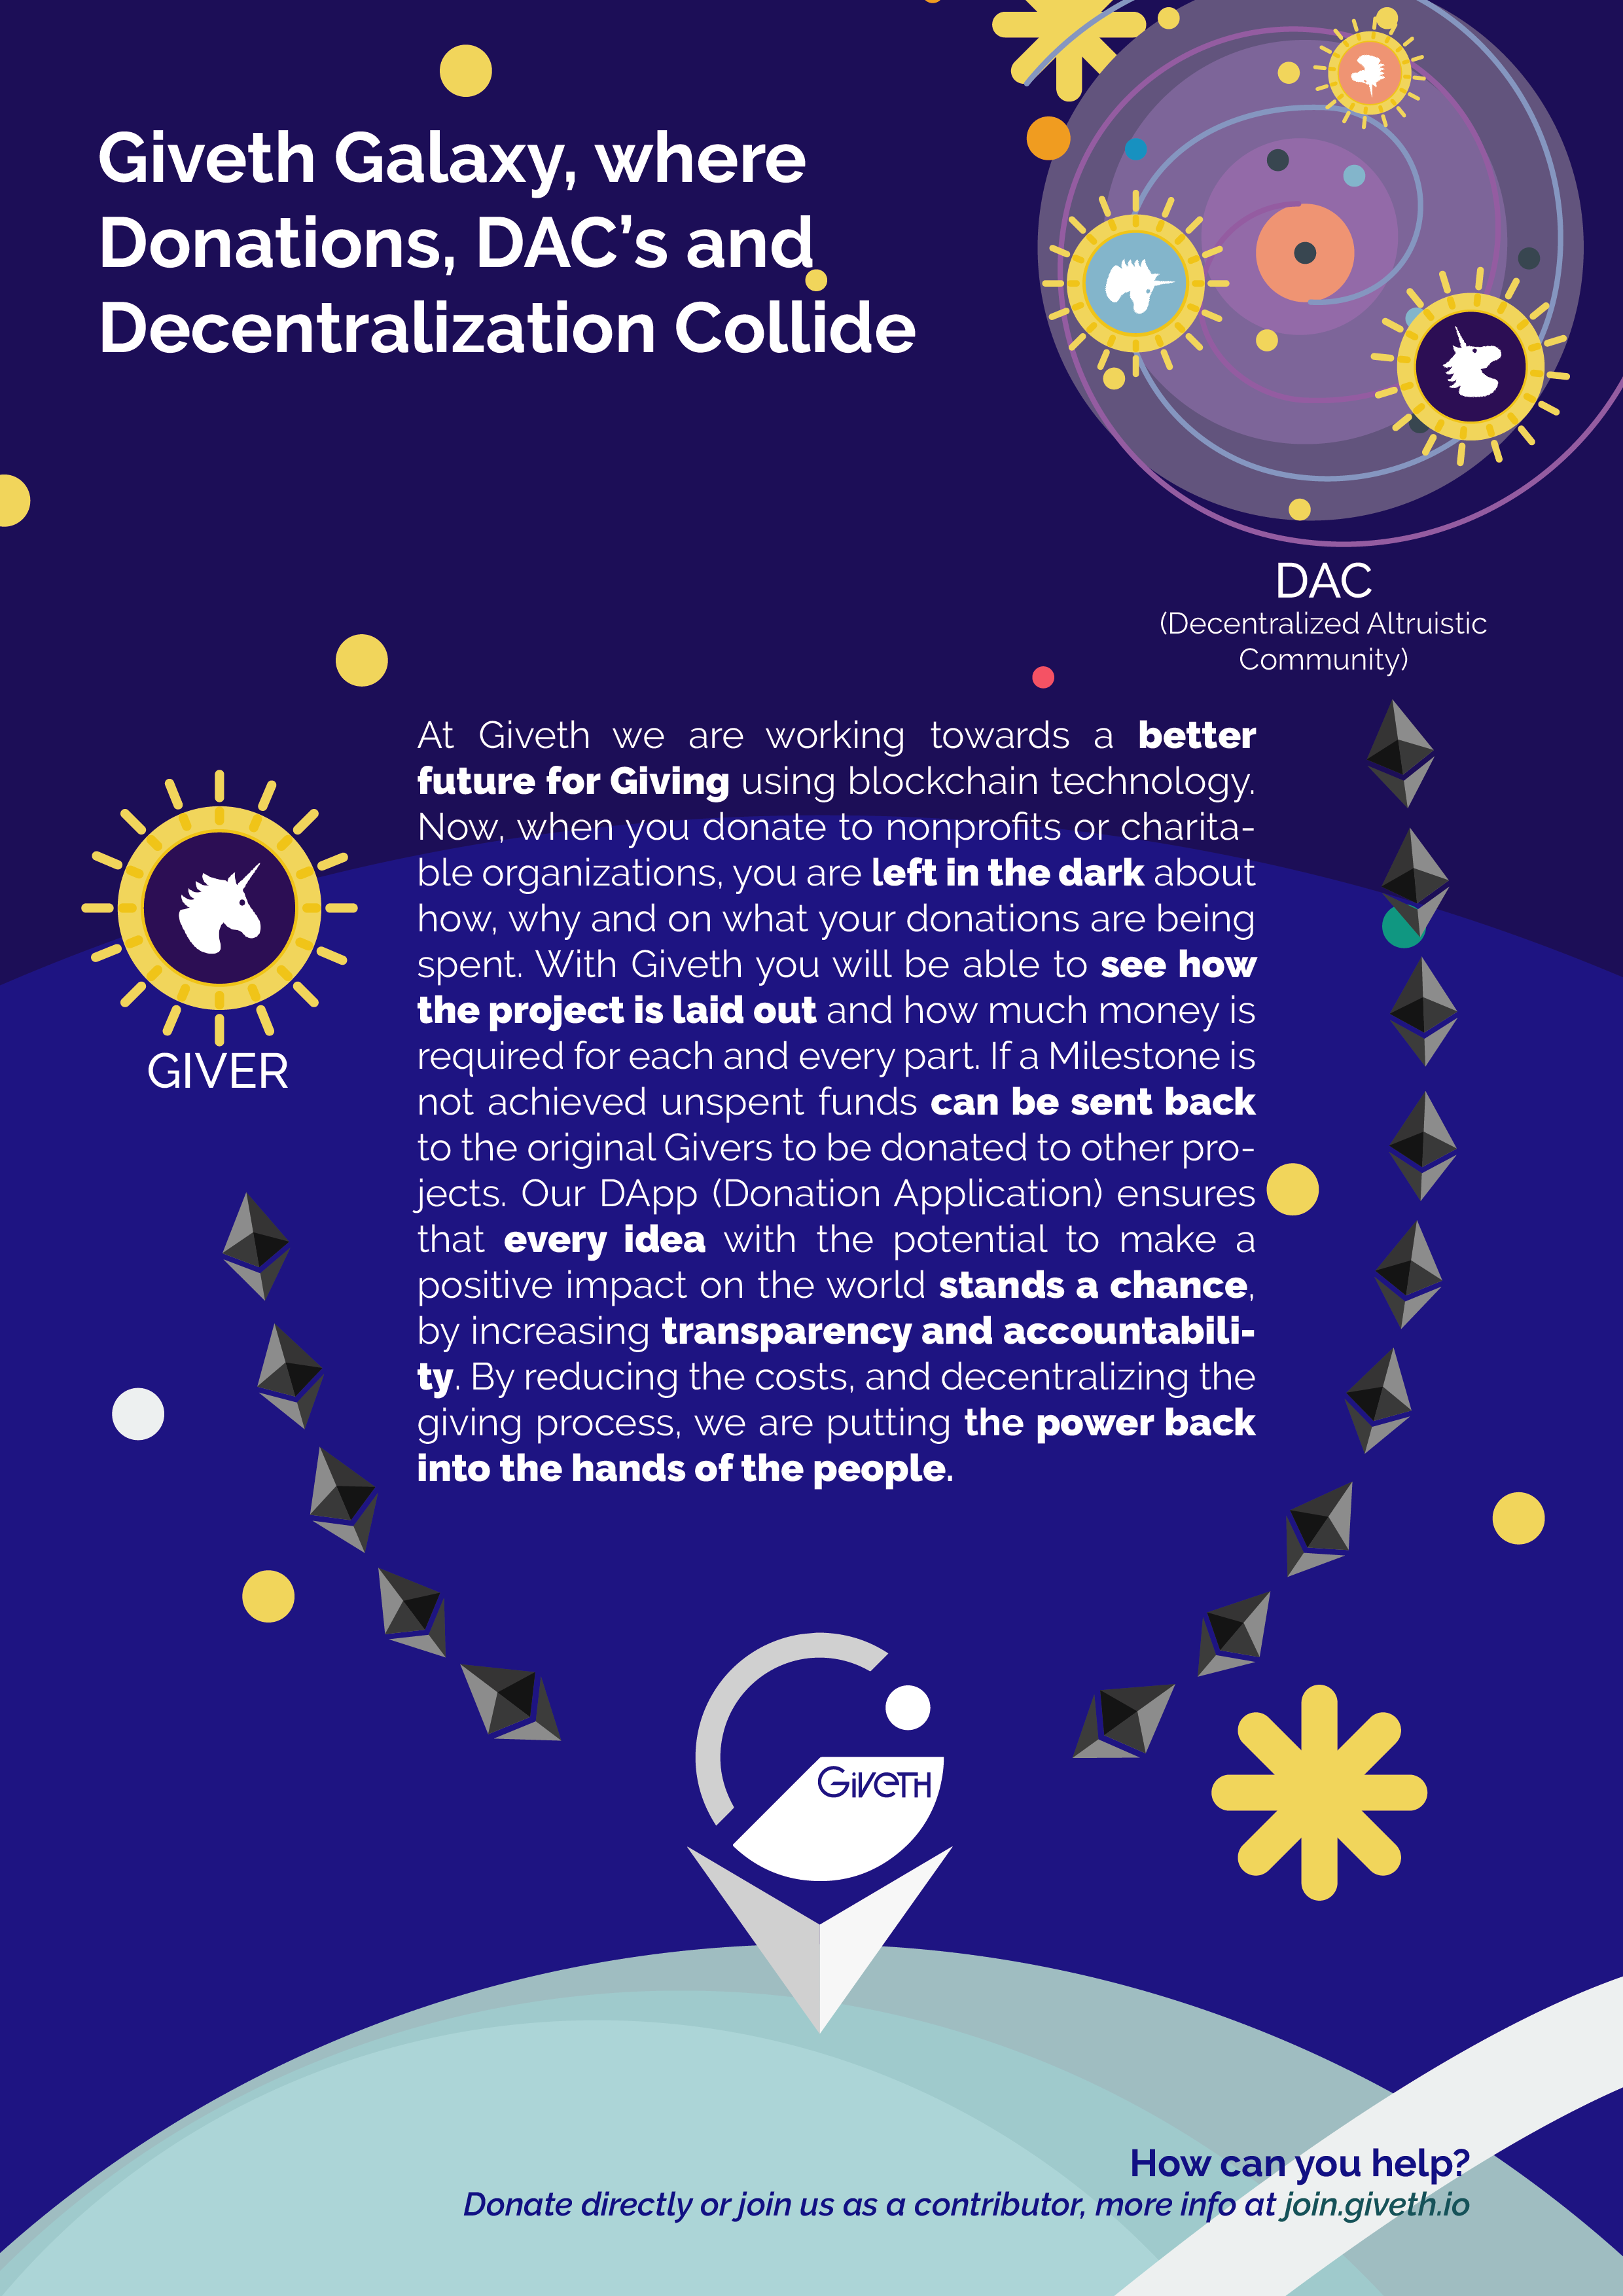 Giveth Galaxy, where
Donations, DAC’s and
Decentralization Collide
DAC
(Decentralized Altruistic
Community)
At Giveth we are working towards a better
future for Giving using blockchain technology.
Now, when you donate to nonprofits or charita-
ble organizations, you are left in the dark about
how, why and on what your donations are being
spent. With Giveth you will be able to see how
the project is laid out and how much money is
required for each and every part. If a Milestone is
not achieved unspent funds can be sent back
to the original Givers to be donated to other pro-
jects. Our DApp (Donation Application) ensures
that every idea with the potential to make a
positive impact on the world stands a chance,
by increasing transparency and accountabili-
ty. By reducing the costs, and decentralizing the
giving process, we are putting the power back
into the hands of the people.
GIVER
GIVETH
How can you help?
Donate directly or join us as a contributor, more info at join.giveth.io